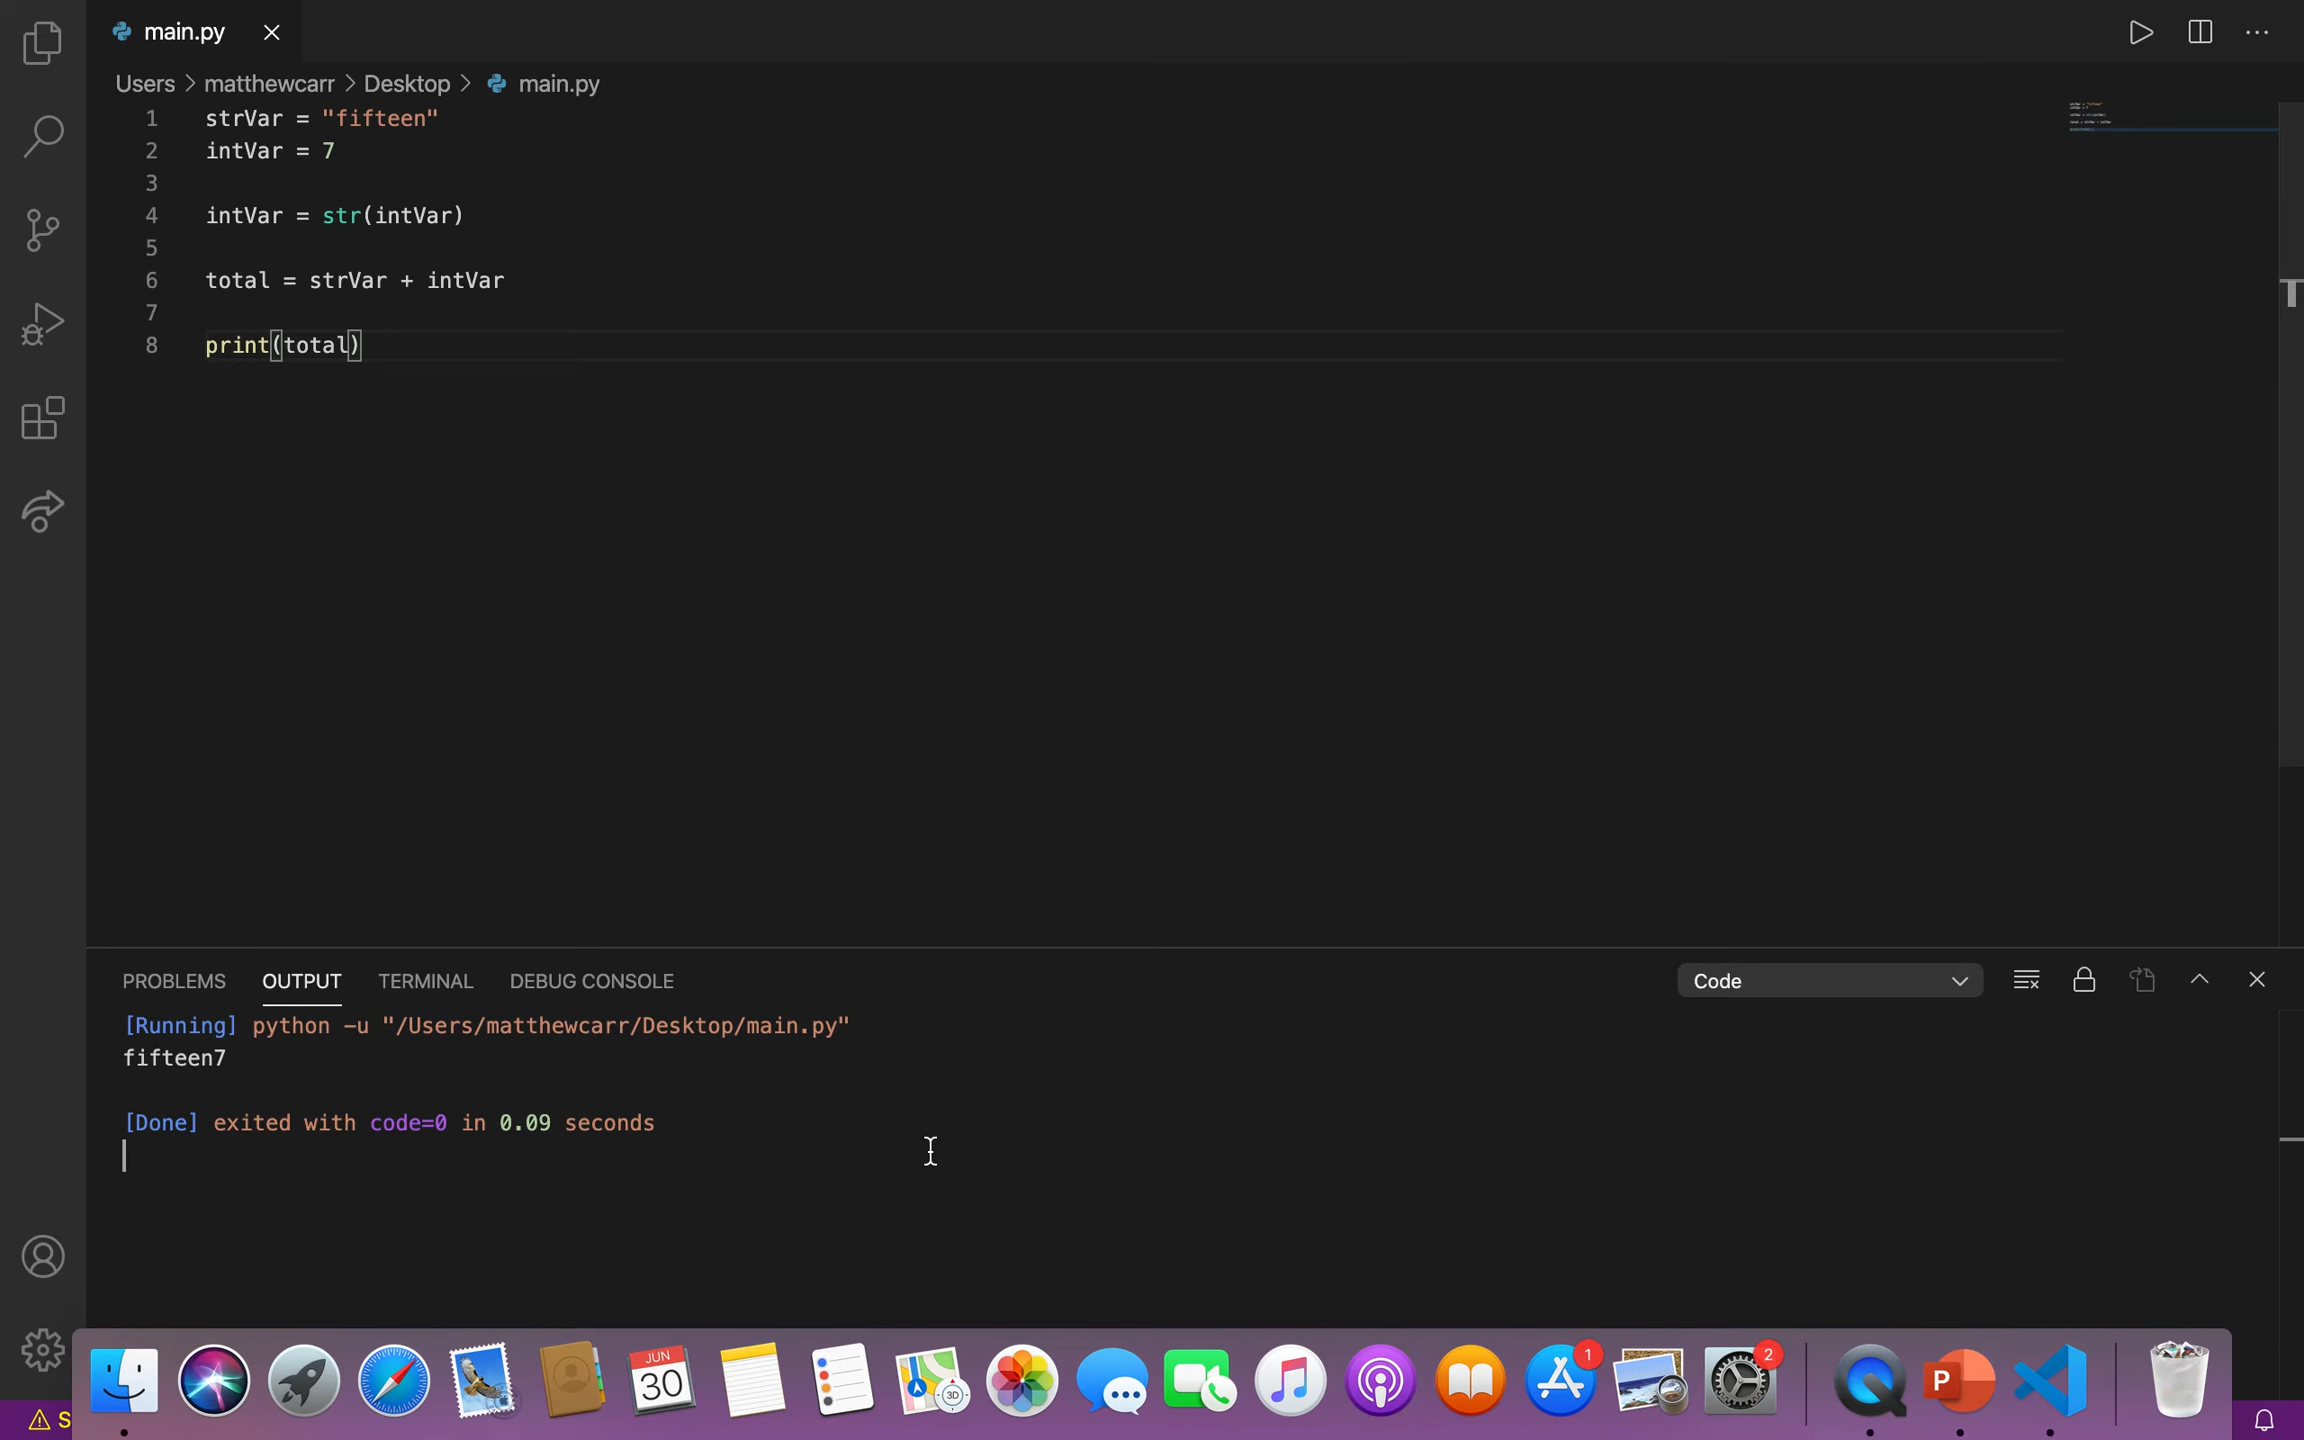 main.py
Users > matthewcarr > Desktop > main.py
1 strVar = "fifteen"
2 intVar = 7
3
4 intVar = str(intVar)
5
6 total = strVar + intVar
7
8 print(total)
PROBLEMS OUTPUT TERMINAL DEBUG CONSOLE Code
[Running] python -u "/Users/matthewcarr/Desktop/main.py"
fifteen7
[Done] exited with code=0 in 0.09 seconds
JUN
30
3D
1
2
P
S